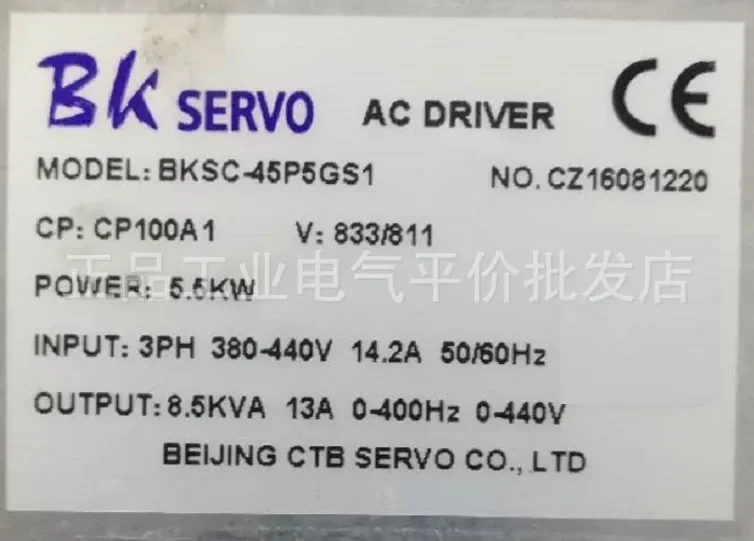 BK SERVO AC DRIVER CE
MODEL: BKSC-45P5GS1 NO. CZ16081220
CP: CP100A1 V: 833/811
正品工业电气平价批发店
POWER: 5.5KW
INPUT: 3PH 380-440V 14.2A 50/60Hz
OUTPUT: 8.5KVA 13A 0-400Hz 0-440V
BEIJING CTB SERVO CO., LTD